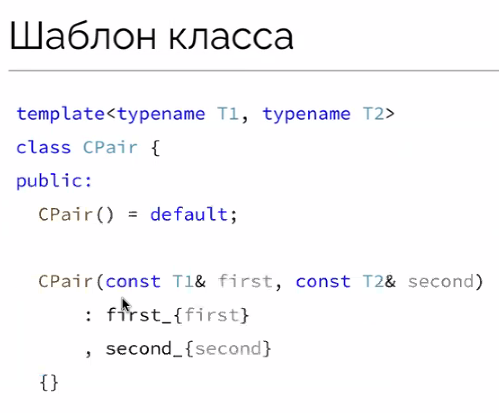 Шаблон класса
template<typename T1, typename T2>
class CPair {
public:
CPair() = default;
CPair(const T1& first, const T2& second)
: first_{first}
, second_{second}
{}